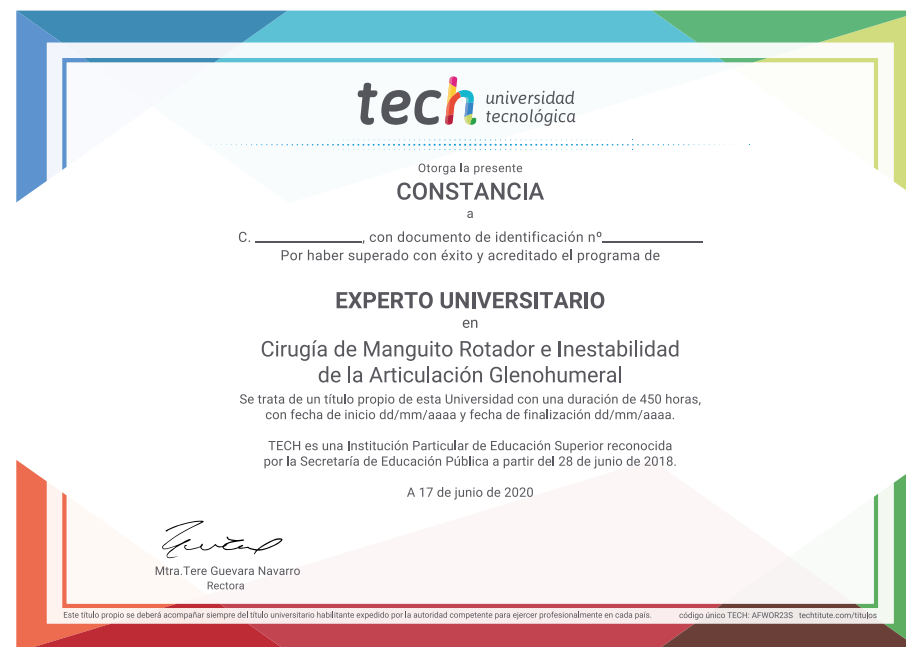 tech universidad
tecnológica
Otorga la presente
CONSTANCIA
a
C. ____________, con documento de identificación nº____________
Por haber superado con éxito y acreditado el programa de
EXPERTO UNIVERSITARIO
en
Cirugía de Manguito Rotador e Inestabilidad
de la Articulación Glenohumeral
Se trata de un título propio de esta Universidad con una duración de 450 horas,
con fecha de inicio dd/mm/aaaa y fecha de finalización dd/mm/aaaa.
TECH es una Institución Particular de Educación Superior reconocida
por la Secretaría de Educación Pública a partir del 28 de junio de 2018.
A 17 de junio de 2020
Mtra.Tere Guevara Navarro
Rectora
Este título propio se deberá acompañar siempre del título universitario habilitante expedido por la autoridad competente para ejercer profesionalmente en cada país. código único TECH: AFWOR23S techtitute.com/titulos